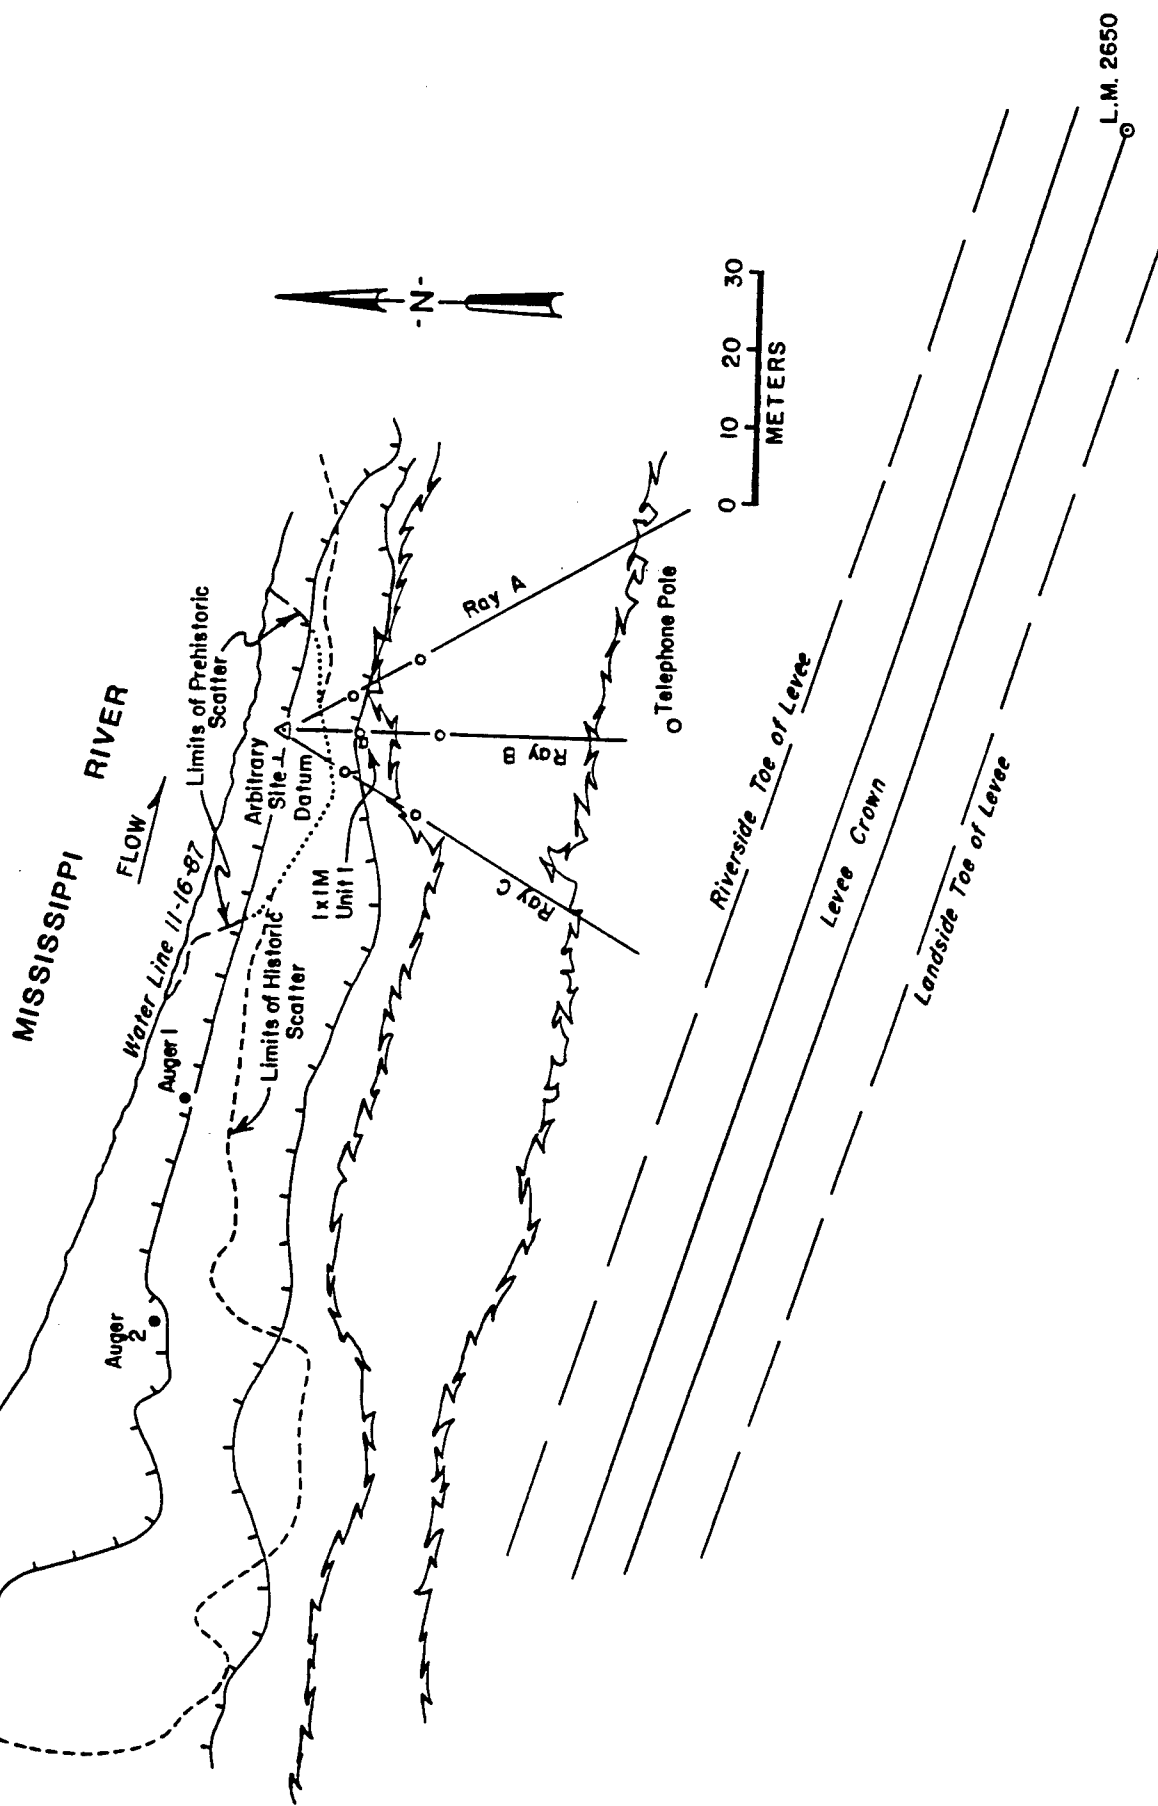 MISSISSIPPI RIVER
FLOW
Water Line 11-16-87
Limits of Prehistoric
Scatter
Auger 1
Auger
2
Arbitrary
Site
Datum
1x1M
Unit 1
Limits of Historic
Scatter
Ray A
Ray B
Ray C
Telephone Pole
-N-
0 10 20 30
METERS
Riverside Toe of Levee
Levee Crown
Landside Toe of Levee
L.M. 2650